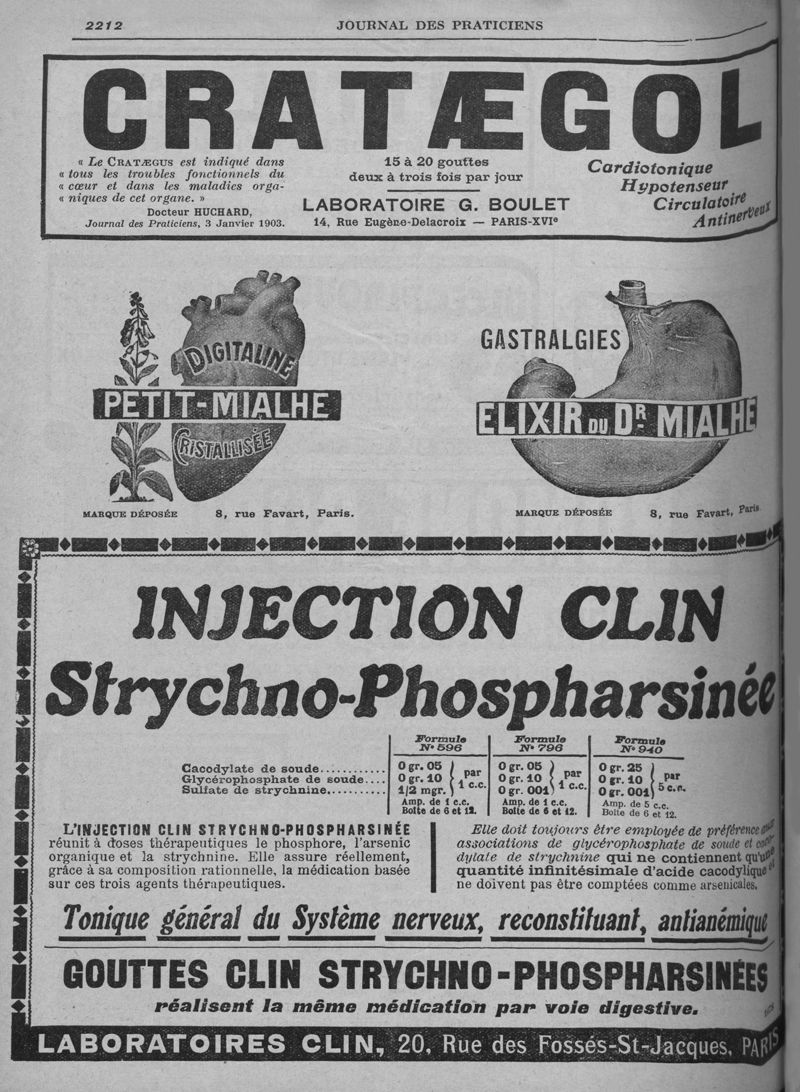 2212 JOURNAL DES PRATICIENS
CRATÆGOL
« Le CRATÆGUS est indiqué dans
« tous les troubles fonctionnels du
« cœur et dans les maladies orga-
« niques de cet organe. »
Docteur HUCHARD,
Journal des Praticiens, 3 Janvier 1903.
15 à 20 gouttes
deux à trois fois par jour
LABORATOIRE G. BOULET
14, Rue Eugène-Delacroix — PARIS-XVIe
Cardiotonique
Hypotenseur
Circulatoire
Antinerveux
DIGITALINE
PETIT-MIALHE
CRISTALLISÉE
MARQUE DÉPOSÉE 8, rue Favart, Paris.
GASTRALGIES
ELIXIR DU DR MIALHE
MARQUE DÉPOSÉE 8, rue Favart, Paris
INJECTION CLIN
Strychno-Phospharsinée
Formule N° 596
Formule N° 796
Formule N° 940
Cacodylate de soude............ 0 gr. 05 0 gr. 05 0 gr. 25
Glycérophosphate de soude.... 0 gr. 10 par 1 c.c. 0 gr. 10 par 1 c.c. 0 gr. 10 par 5 c.c.
Sulfate de strychnine........... 1/2 mgr. 0 gr. 001 0 gr. 001
Amp. de 1 c.c. Amp. de 1 c.c. Amp. de 5 c.c.
Boîte de 6 et 12. Boîte de 6 et 12. Boîte de 6 et 12.
L'INJECTION CLIN STRYCHNO-PHOSPHARSINÉE
réunit à doses thérapeutiques le phosphore, l'arsenic
organique et la strychnine. Elle assure réellement,
grâce à sa composition rationnelle, la médication basée
sur ces trois agents thérapeutiques.
Elle doit toujours être employée de préférence aux
associations de glycérophosphate de soude et caco-
dylate de strychnine qui ne contiennent qu'une
quantité infinitésimale d'acide cacodylique et
ne doivent pas être comptées comme arsenicales.
Tonique général du Système nerveux, reconstituant, antianémique
GOUTTES CLIN STRYCHNO-PHOSPHARSINÉES
réalisent la même médication par voie digestive.
LABORATOIRES CLIN, 20, Rue des Fossés-St-Jacques, PARIS